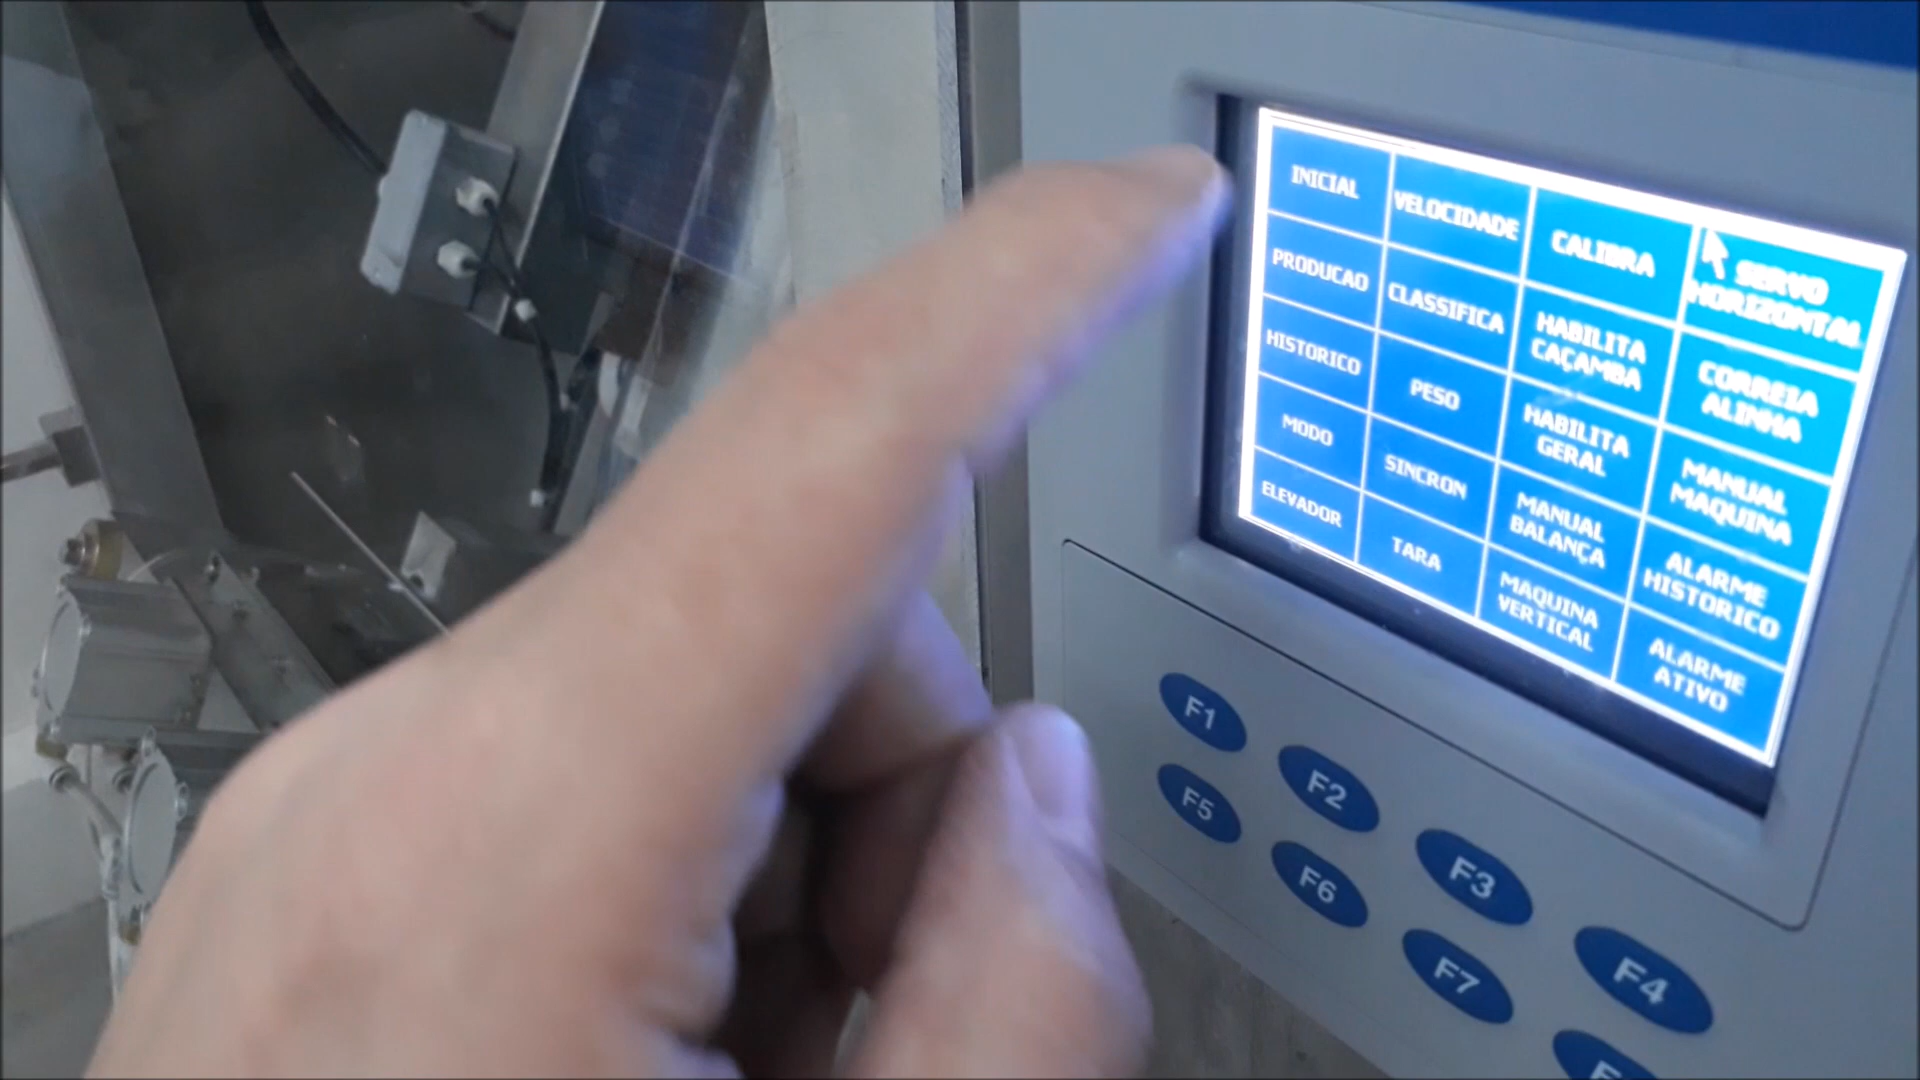 INICIAL
VELOCIDADE
CALIBRA
SERVO
HORIZONTAL
PRODUCAO
CLASSIFICA
HABILITA
CAÇAMBA
CORREIA
ALINHA
HISTORICO
PESO
HABILITA
GERAL
MANUAL
MAQUINA
MODO
SINCRON
MANUAL
BALANÇA
ALARME
HISTORICO
ELEVADOR
TARA
MAQUINA
VERTICAL
ALARME
ATIVO
F1
F2
F3
F4
F5
F6
F7